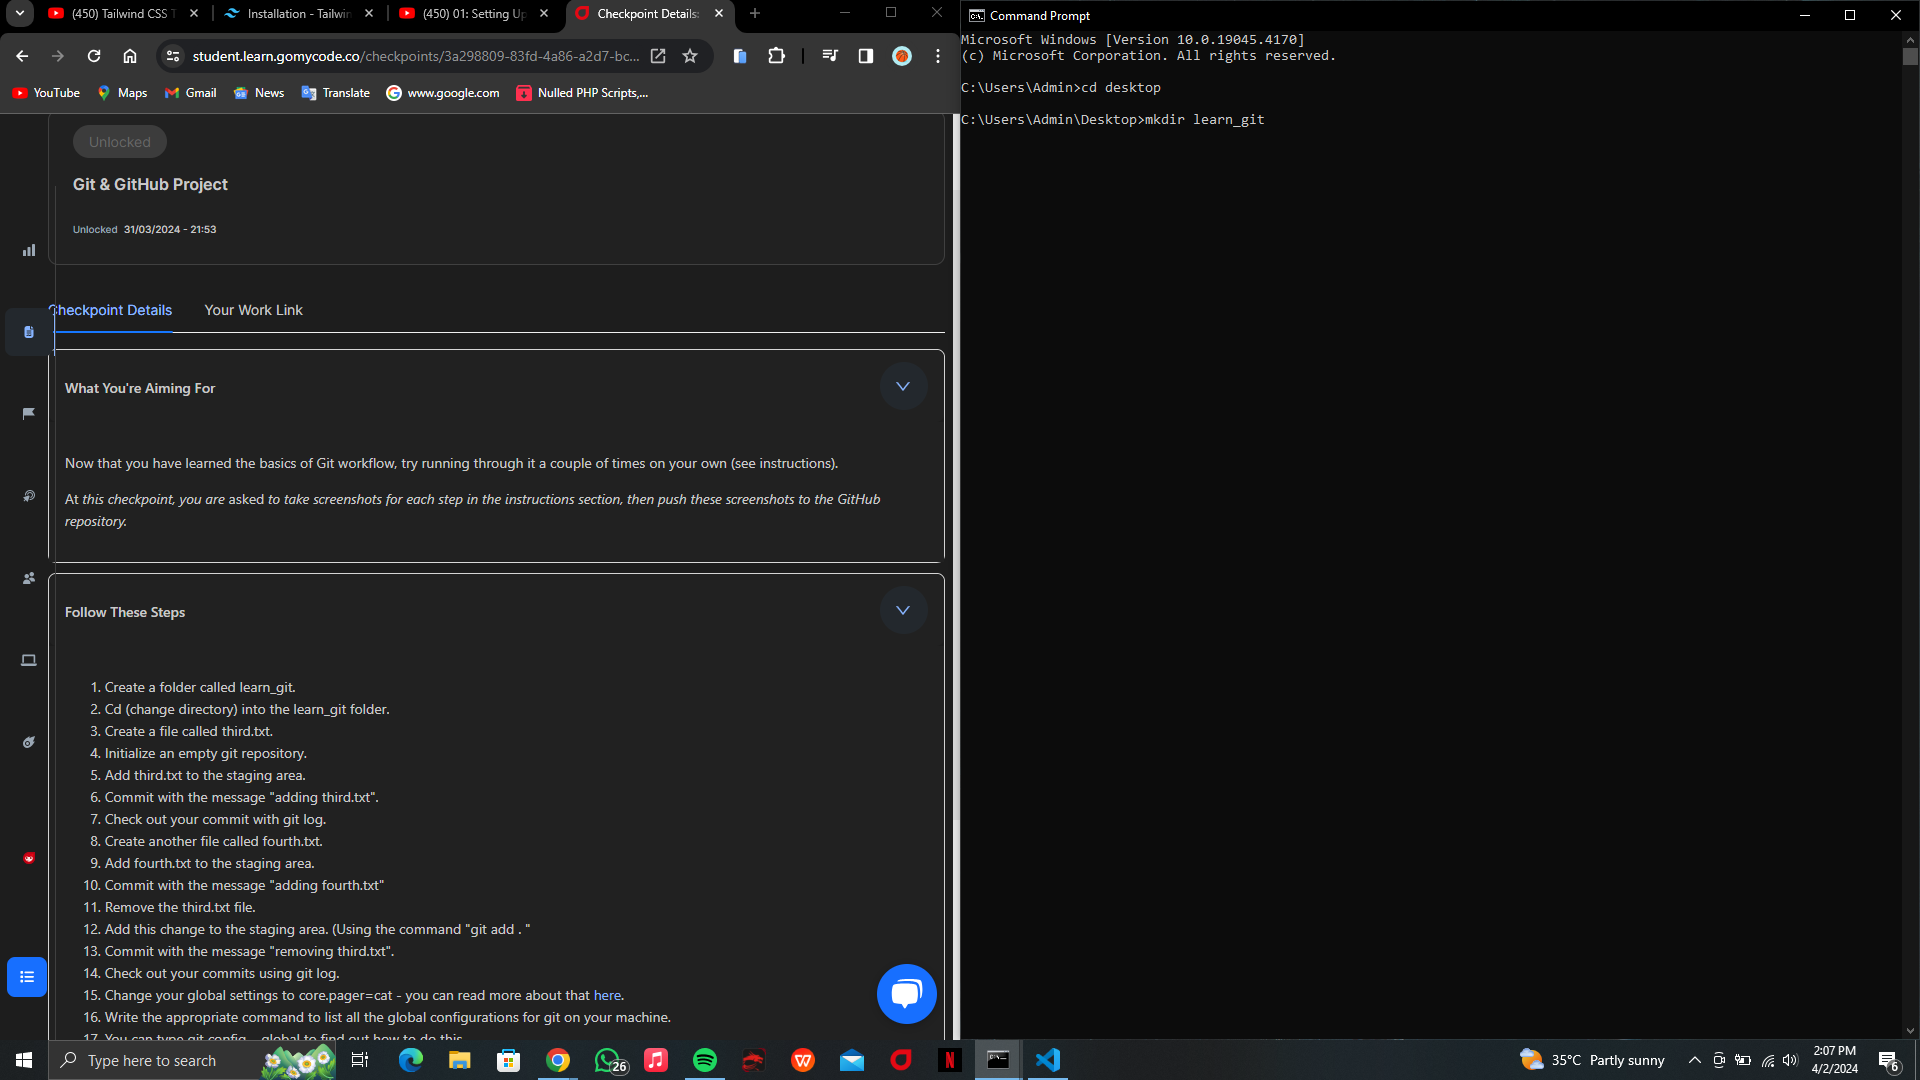 (450) Tailwind CSS T
Installation - Tailwin
(450) 01: Setting Up
Checkpoint Details:
student.learn.gomycode.co/checkpoints/3a298809-83fd-4a86-a2d7-bc...
YouTube
Maps
Gmail
News
Translate
www.google.com
Nulled PHP Scripts,...
Unlocked
Git & GitHub Project
Unlocked 31/03/2024 - 21:53
Checkpoint Details
Your Work Link
What You're Aiming For
Now that you have learned the basics of Git workflow, try running through it a couple of times on your own (see instructions).
At this checkpoint, you are asked to take screenshots for each step in the instructions section, then push these screenshots to the GitHub
repository.
Follow These Steps
1. Create a folder called learn_git.
2. Cd (change directory) into the learn_git folder.
3. Create a file called third.txt.
4. Initialize an empty git repository.
5. Add third.txt to the staging area.
6. Commit with the message "adding third.txt".
7. Check out your commit with git log.
8. Create another file called fourth.txt.
9. Add fourth.txt to the staging area.
10. Commit with the message "adding fourth.txt"
11. Remove the third.txt file.
12. Add this change to the staging area. (Using the command "git add . "
13. Commit with the message "removing third.txt".
14. Check out your commits using git log.
15. Change your global settings to core.pager=cat - you can read more about that here.
16. Write the appropriate command to list all the global configurations for git on your machine.
17. You can type git config --global to find out how to do this.
Command Prompt
Microsoft Windows [Version 10.0.19045.4170]
(c) Microsoft Corporation. All rights reserved.
C:\Users\Admin>cd desktop
C:\Users\Admin\Desktop>mkdir learn_git
Type here to search
26
W
N
35°C Partly sunny
2:07 PM
4/2/2024
6